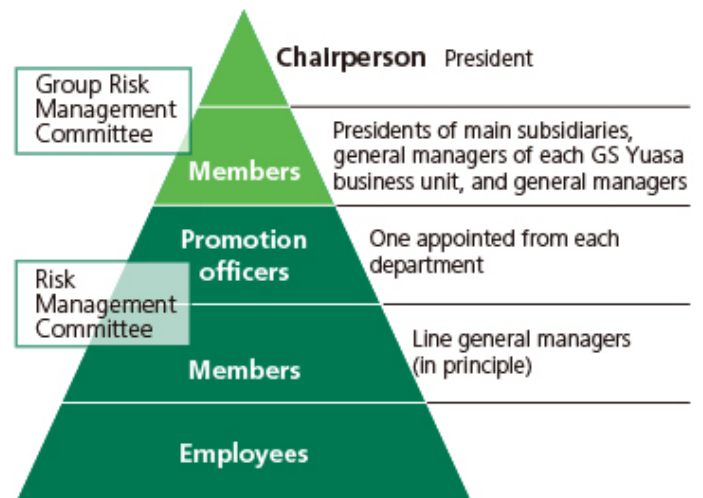 Chairperson President
Group Risk
Management
Committee
Members
Presidents of main subsidiaries,
general managers of each GS Yuasa
business unit, and general managers
Promotion
officers
One appointed from each
department
Risk
Management
Committee
Members
Line general managers
(in principle)
Employees